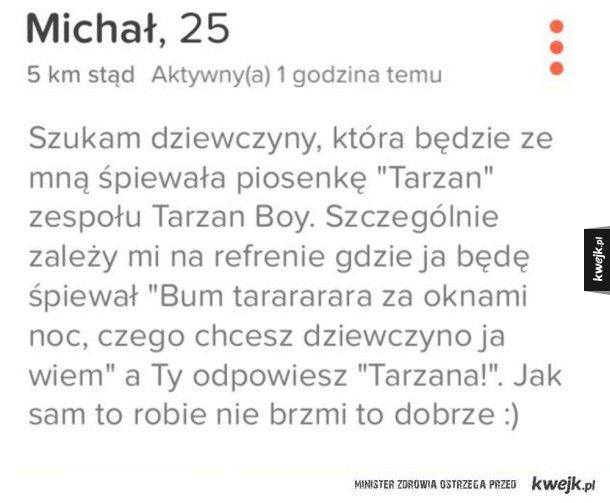 Michał, 25
5 km stąd Aktywny(a) 1 godzina temu
Szukam dziewczyny, która będzie ze
mną śpiewała piosenkę "Tarzan"
zespołu Tarzan Boy. Szczególnie
zależy mi na refrenie gdzie ja będę
śpiewał "Bum tarararara za oknami
noc, czego chcesz dziewczyno ja
wiem" a Ty odpowiesz "Tarzana!". Jak
sam to robie nie brzmi to dobrze :)
kwejk.pl
MINISTER ZDROWIA OSTRZEGA PRZED kwejk.pl